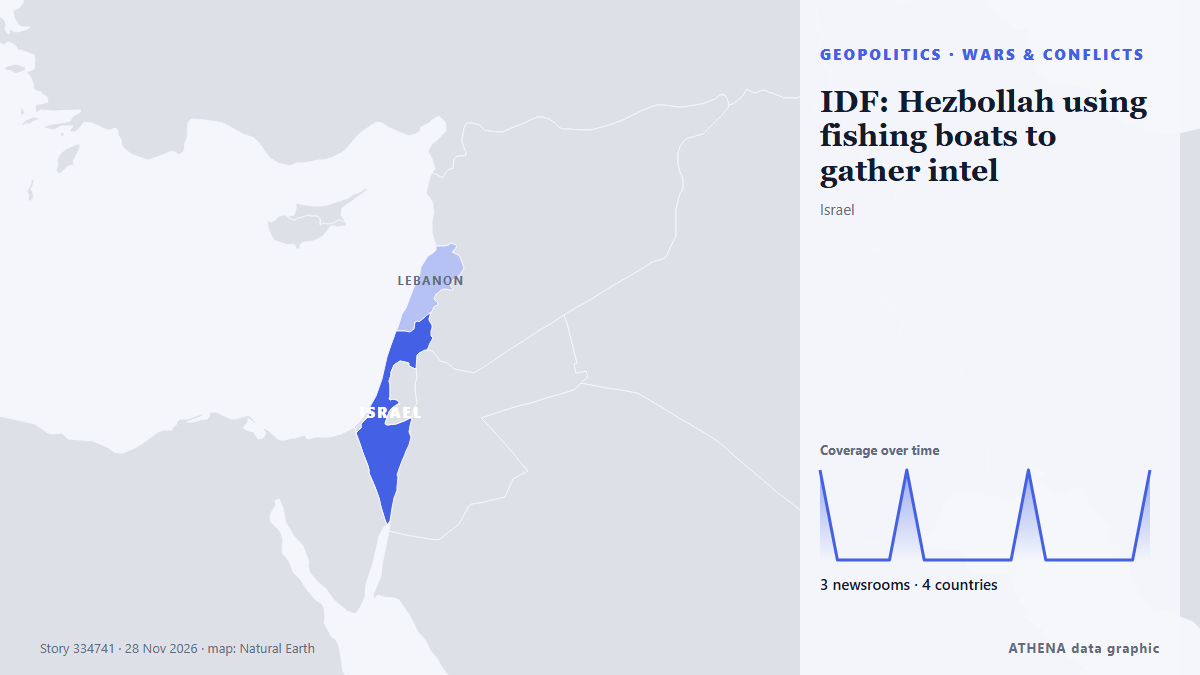 GEOPOLITICS · WARS & CONFLICTS
IDF: Hezbollah using
fishing boats to
gather intel
Israel
LEBANON
ISRAEL
Coverage over time
3 newsrooms · 4 countries
Story 334741 · 28 Nov 2026 · map: Natural Earth
ATHENA data graphic